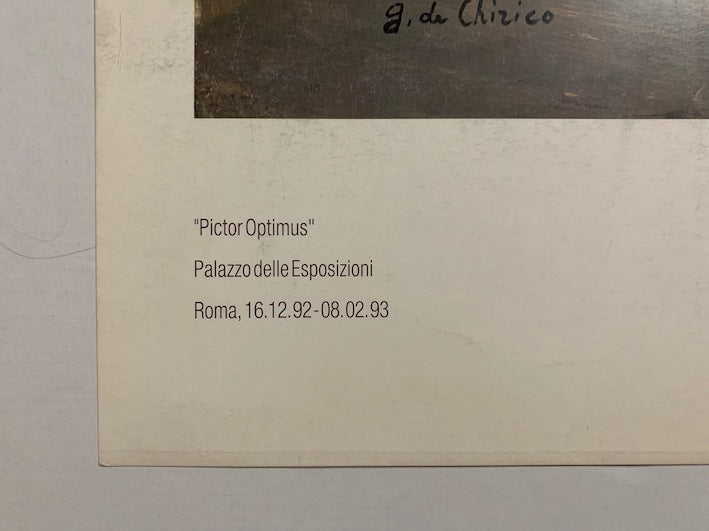 g. de Chirico
"Pictor Optimus"
Palazzo delle Esposizioni
Roma, 16.12.92-08.02.93